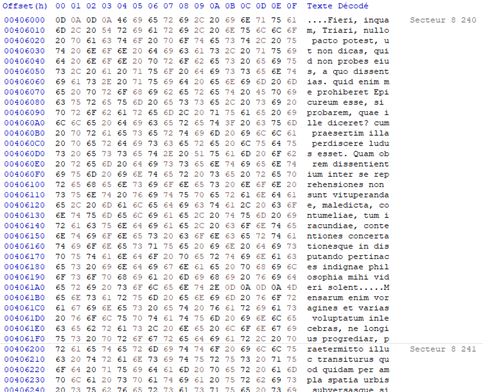 Offset(h) 00 01 02 03 04 05 06 07 08 09 0A 0B 0C 0D 0E 0F Texte Décodé
00406000 0D 0A 0D 0A 46 69 65 72 69 2C 20 69 6E 71 75 61 ....Fieri, inqua Secteur 8 240
00406010 6D 2C 20 54 72 69 61 72 69 2C 20 6E 75 6C 6C 6F m, Triari, nullo
00406020 20 70 61 63 74 6F 20 70 6F 74 65 73 74 2C 20 75 pacto potest, u
00406030 74 20 6E 6F 6E 20 64 69 63 61 73 2C 20 71 75 69 t non dicas, qui
00406040 64 20 6E 6F 6E 20 70 72 6F 62 65 73 20 65 69 75 d non probes eiu
00406050 73 2C 20 61 20 71 75 6F 20 64 69 73 73 65 6E 74 s, a quo dissent
00406060 69 61 73 2E 20 71 75 69 64 20 65 6E 69 6D 20 6D ias. quid enim m
00406070 65 20 70 72 6F 68 69 62 65 72 65 74 20 45 70 69 e prohiberet Epi
00406080 63 75 72 65 75 6D 20 65 73 73 65 2C 20 73 69 20 cureum esse, si
00406090 70 72 6F 62 61 72 65 6D 2C 20 71 75 61 65 20 69 probarem, quae i
004060A0 6C 6C 65 20 64 69 63 65 72 65 74 3F 20 63 75 6D lle diceret? cum
004060B0 20 70 72 61 65 73 65 72 74 69 6D 20 69 6C 6C 61 praesertim illa
004060C0 20 70 65 72 64 69 73 63 65 72 65 20 6C 75 64 75 perdiscere ludu
004060D0 73 20 65 73 73 65 74 2E 20 51 75 61 6D 20 6F 62 s esset. Quam ob
004060E0 20 72 65 6D 20 64 69 73 73 65 6E 74 69 65 6E 74 rem dissentient
004060F0 69 75 6D 20 69 6E 74 65 72 20 73 65 20 72 65 70 ium inter se rep
00406100 72 65 68 65 6E 73 69 6F 6E 65 73 20 6E 6F 6E 20 rehensiones non
00406110 73 75 6E 74 20 76 69 74 75 70 65 72 61 6E 64 61 sunt vituperanda
00406120 65 2C 20 6D 61 6C 65 64 69 63 74 61 2C 20 63 6F e, maledicta, co
00406130 6E 74 75 6D 65 6C 69 61 65 2C 20 74 75 6D 20 69 ntumeliae, tum i
00406140 72 61 63 75 6E 64 69 61 65 2C 20 63 6F 6E 74 65 racundiae, conte
00406150 6E 74 69 6F 6E 65 73 20 63 6F 6E 63 65 72 74 61 ntiones concerta
00406160 74 69 6F 6E 65 73 71 75 65 20 69 6E 20 64 69 73 tionesque in dis
00406170 70 75 74 61 6E 64 6F 20 70 65 72 74 69 6E 61 63 putando pertinac
00406180 65 73 20 69 6E 64 69 67 6E 61 65 20 70 68 69 6C es indignae phil
00406190 6F 73 6F 70 68 69 61 20 6D 69 68 69 20 76 69 64 osophia mihi vid
004061A0 65 72 69 20 73 6F 6C 65 6E 74 2E 0D 0A 0D 0A 4D eri solent.....M
004061B0 65 6E 73 61 72 75 6D 20 65 6E 69 6D 20 76 6F 72 ensarum enim vor
004061C0 61 67 69 6E 65 73 20 65 74 20 76 61 72 69 61 73 agines et varias
004061D0 20 76 6F 6C 75 70 74 61 74 75 6D 20 69 6E 6C 65 voluptatum inle
004061E0 63 65 62 72 61 73 2C 20 6E 65 20 6C 6F 6E 67 69 cebras, ne longi
004061F0 75 73 20 70 72 6F 67 72 65 64 69 61 72 2C 20 70 us progrediar, p
00406200 72 61 65 74 65 72 6D 69 74 74 6F 20 69 6C 6C 75 raetermitto illu Secteur 8 241
00406210 63 20 74 72 61 6E 73 69 74 75 72 75 73 20 71 75 c transiturus qu
00406220 6F 64 20 71 75 69 64 61 6D 20 70 65 72 20 61 6D od quidam per am
00406230 70 6C 61 20 73 70 61 74 69 61 20 75 72 62 69 73 pla spatia urbis